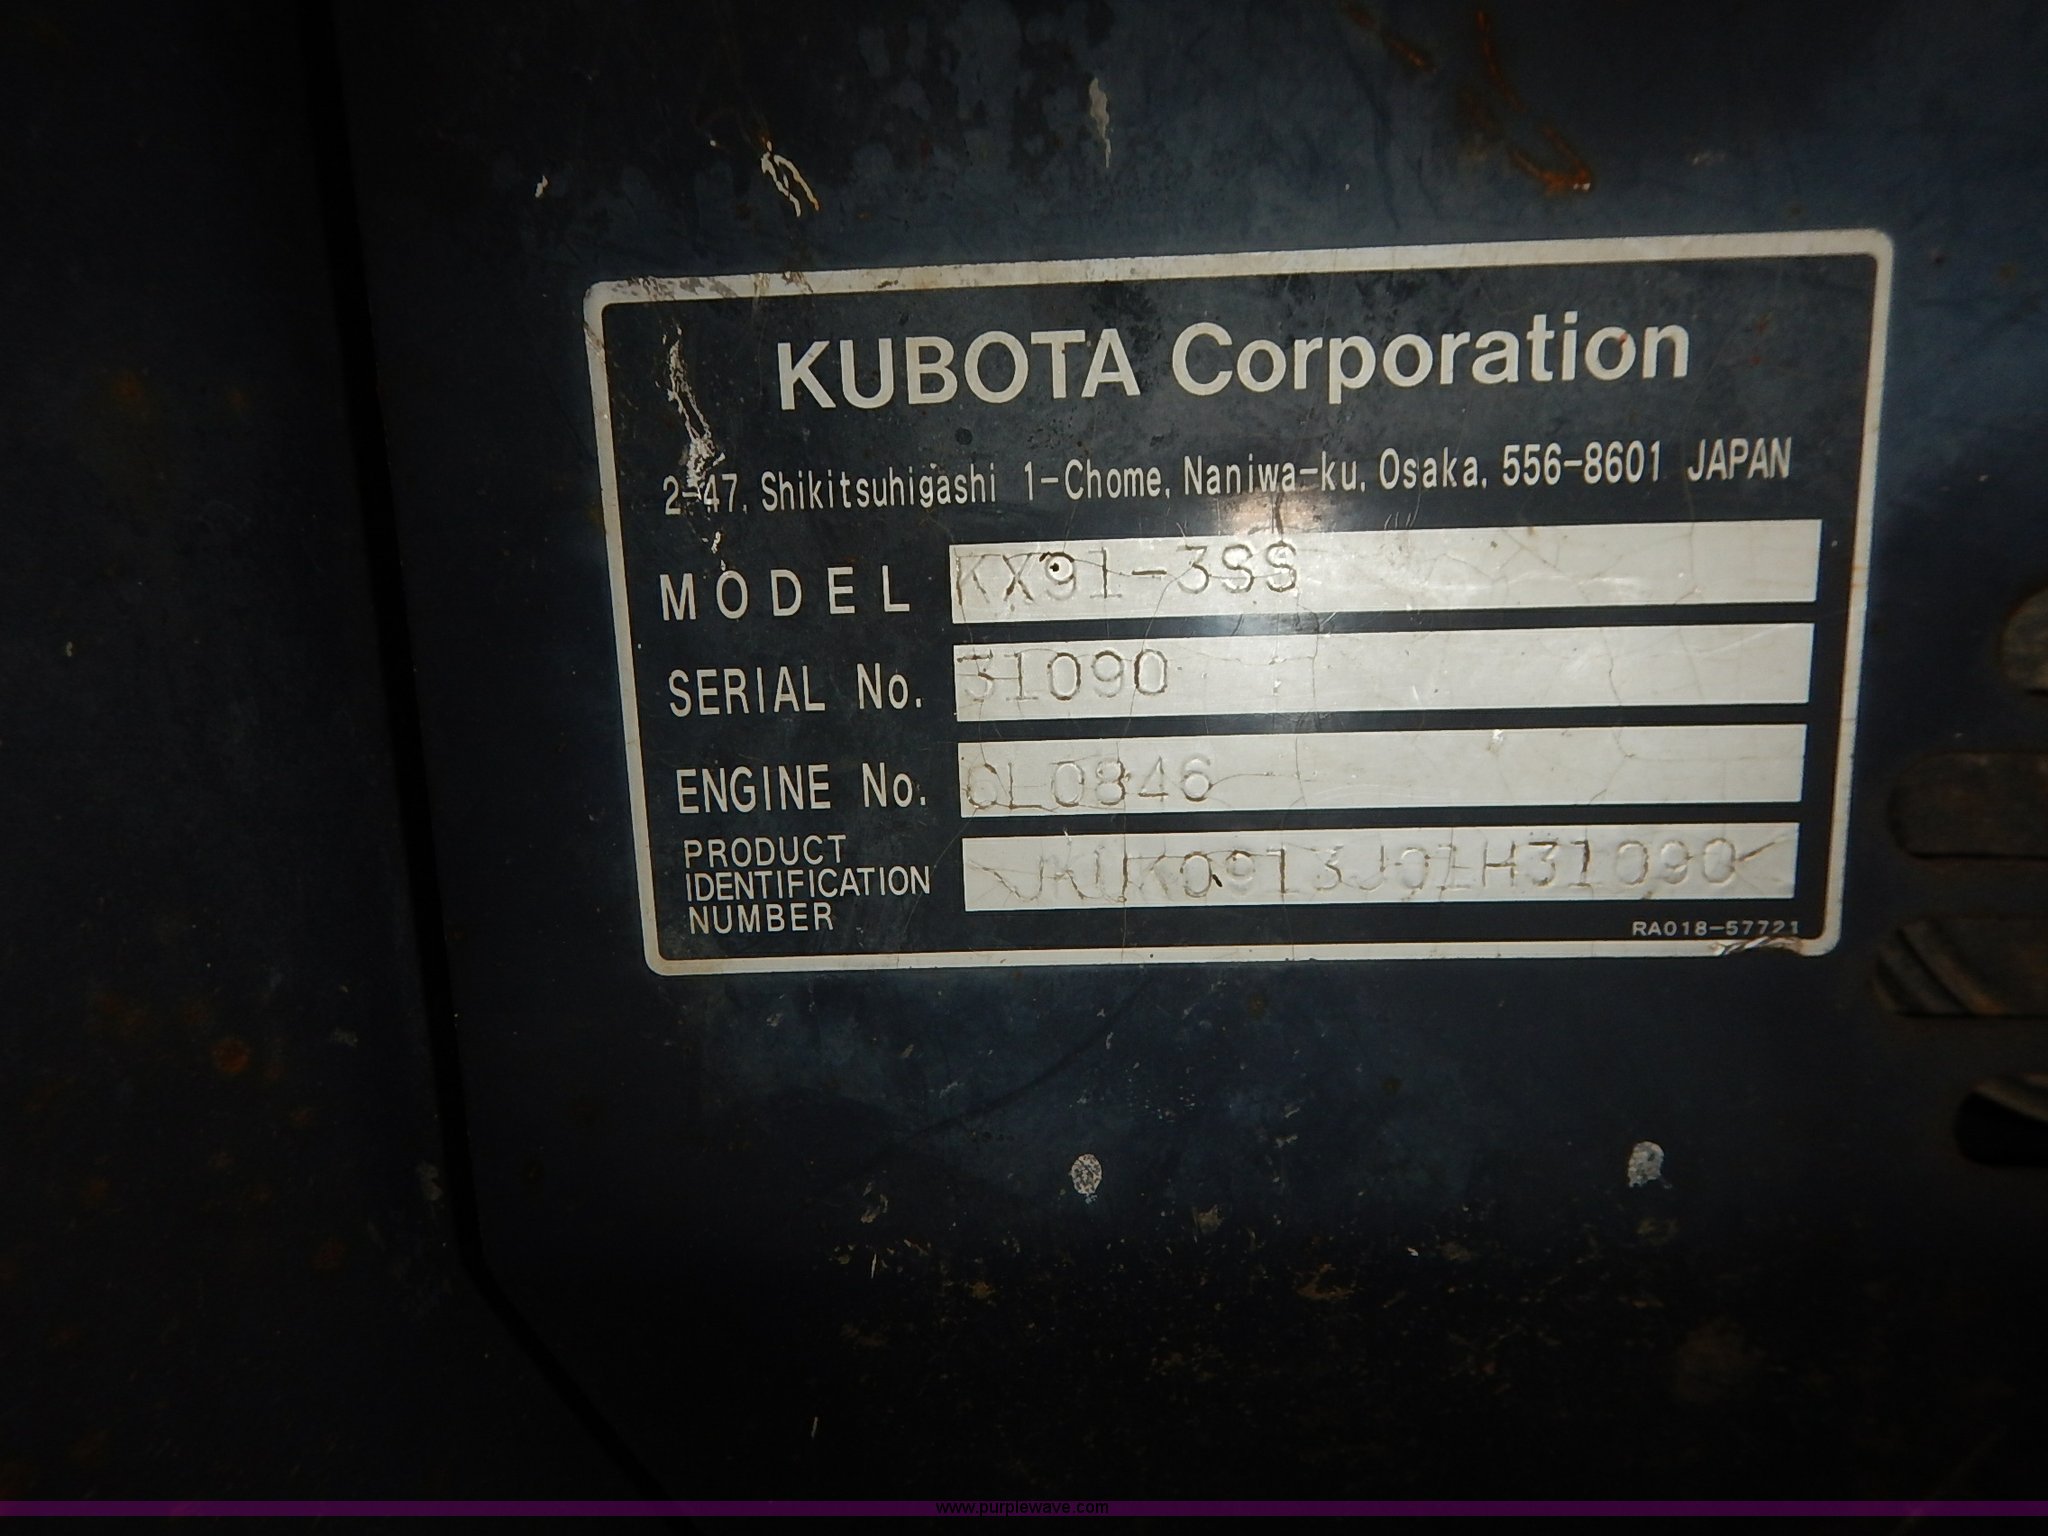 KUBOTA Corporation
2-47, Shikitsuhigashi 1-Chome, Naniwa-ku, Osaka, 556-8601 JAPAN
MODEL KX91-3SS
SERIAL No. 31090
ENGINE No. 6L0846
PRODUCT
IDENTIFICATION
NUMBER
JKUK0913J01H31090
RA018-57721
www.purplewave.com